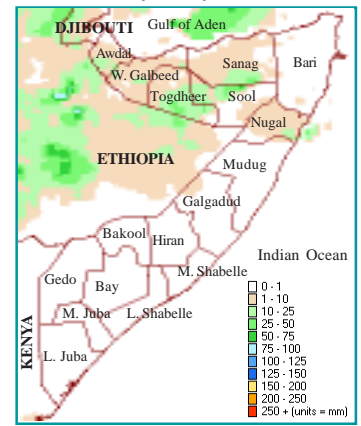 DJIBOUTI
Gulf of Aden
Awdal
W. Galbeed
Sanag
Bari
Togdheer
Sool
Nugal
ETHIOPIA
Mudug
Galgadud
Bakool
Hiran
Indian Ocean
M. Shabelle
Gedo
Bay
M. Juba
L. Shabelle
KENYA
L. Juba
0 - 1
1 - 10
10 - 25
25 - 50
50 - 75
75 - 100
100 - 125
125 - 150
150 - 200
200 - 250
250 + (units = mm)